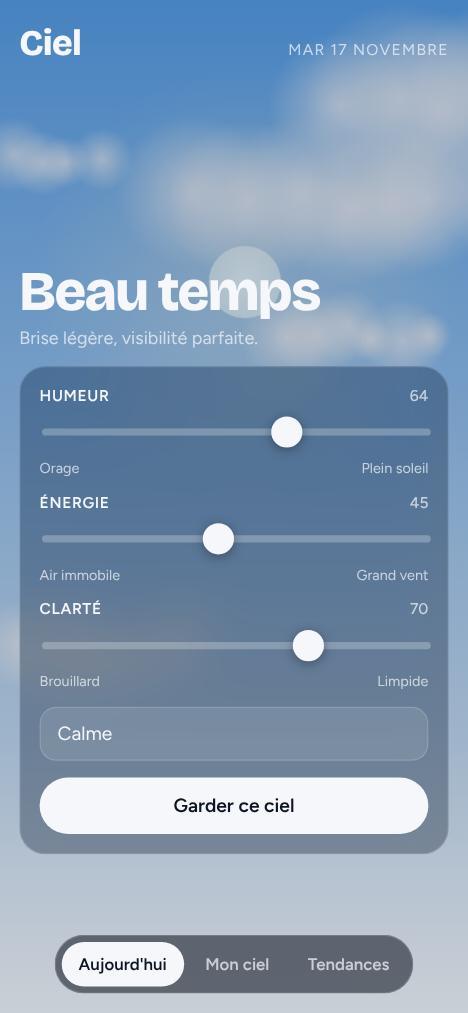 Ciel
MAR 17 NOVEMBRE
Beau temps
Brise légère, visibilité parfaite.
HUMEUR 64
Orage Plein soleil
ÉNERGIE 45
Air immobile Grand vent
CLARTÉ 70
Brouillard Limpide
Calme
Garder ce ciel
Aujourd'hui Mon ciel Tendances